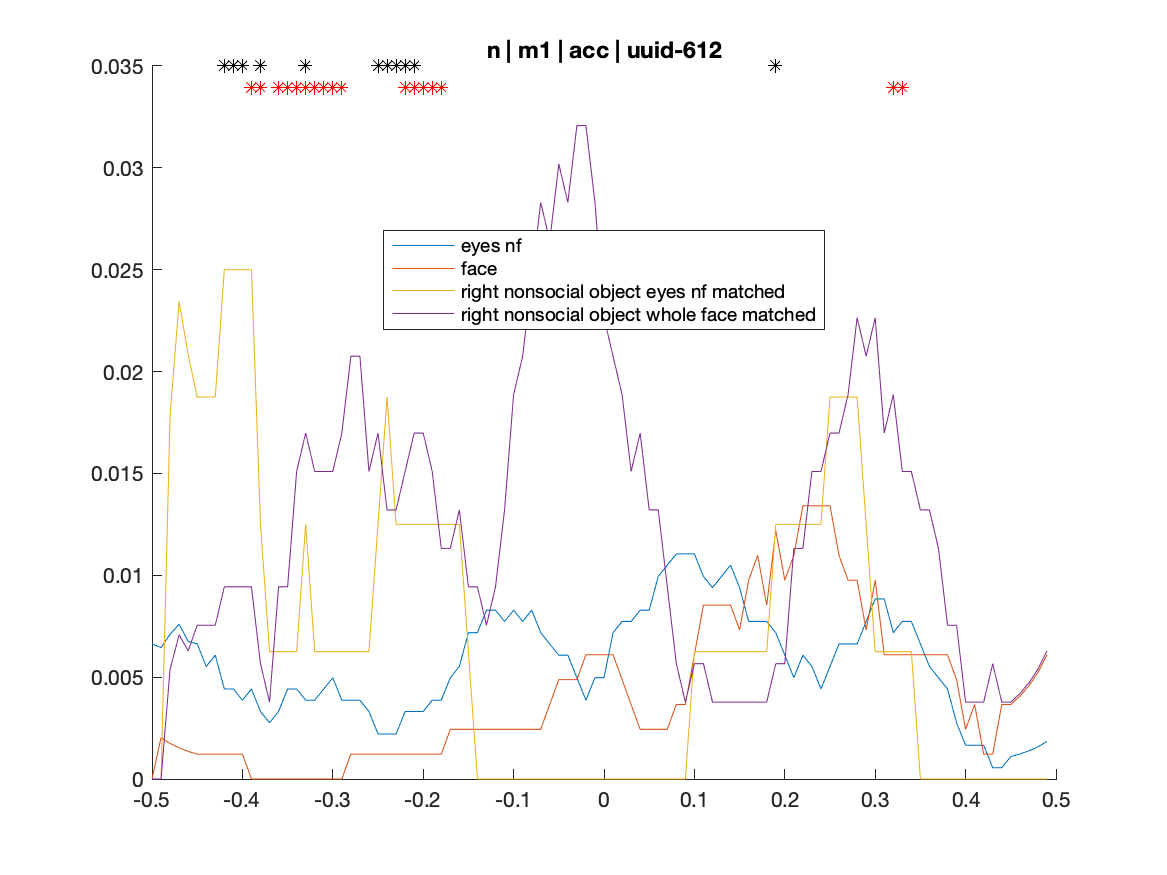 n | m1 | acc | uuid-612
0.035
0.03
0.025
0.02
0.015
0.01
0.005
0
eyes nf
face
right nonsocial object eyes nf matched
right nonsocial object whole face matched
-0.5 -0.4 -0.3 -0.2 -0.1 0 0.1 0.2 0.3 0.4 0.5